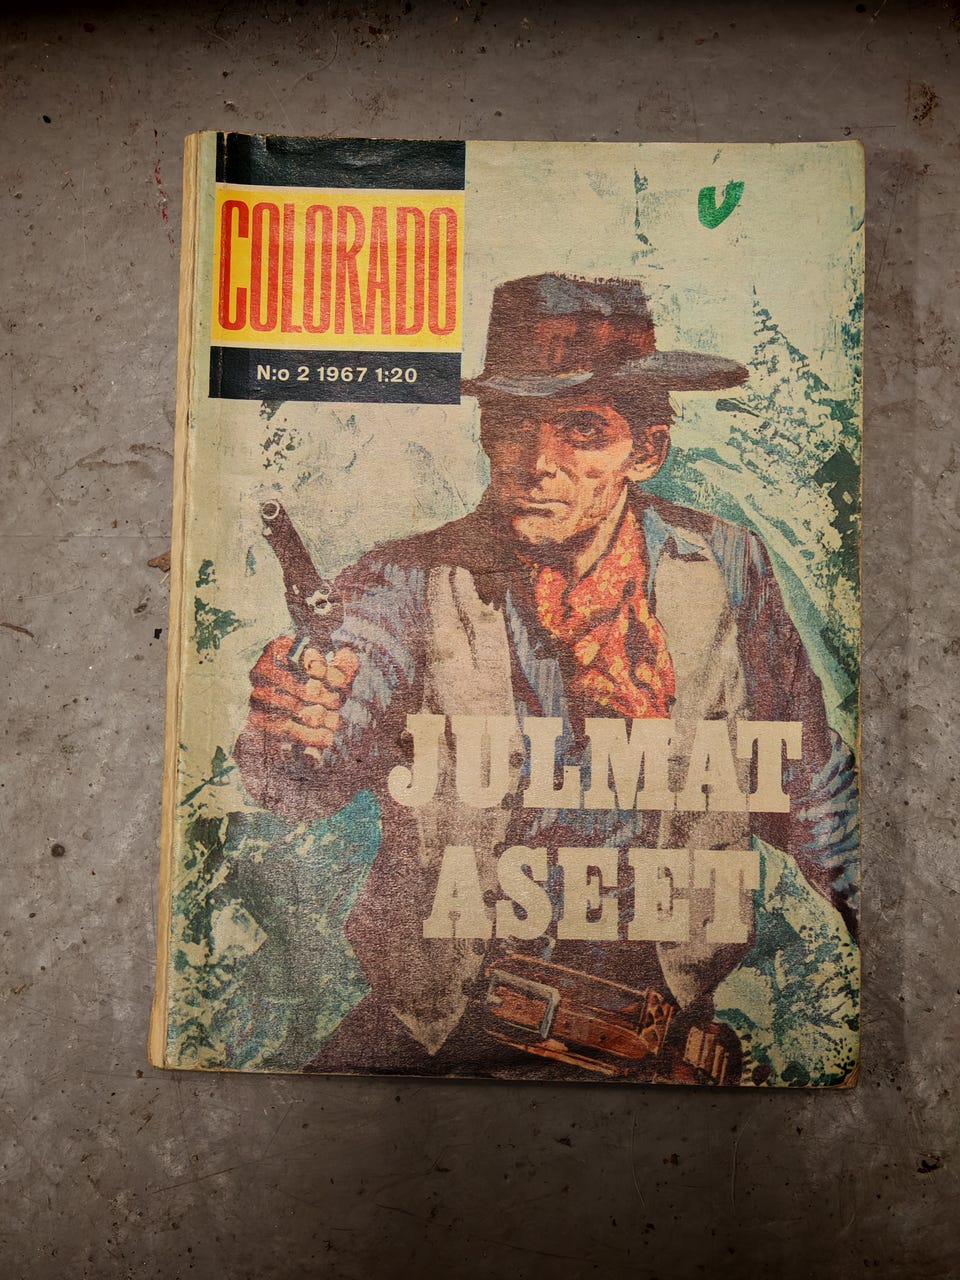 COLORADO
N:o 2 1967 1:20
JULMAT
ASEET